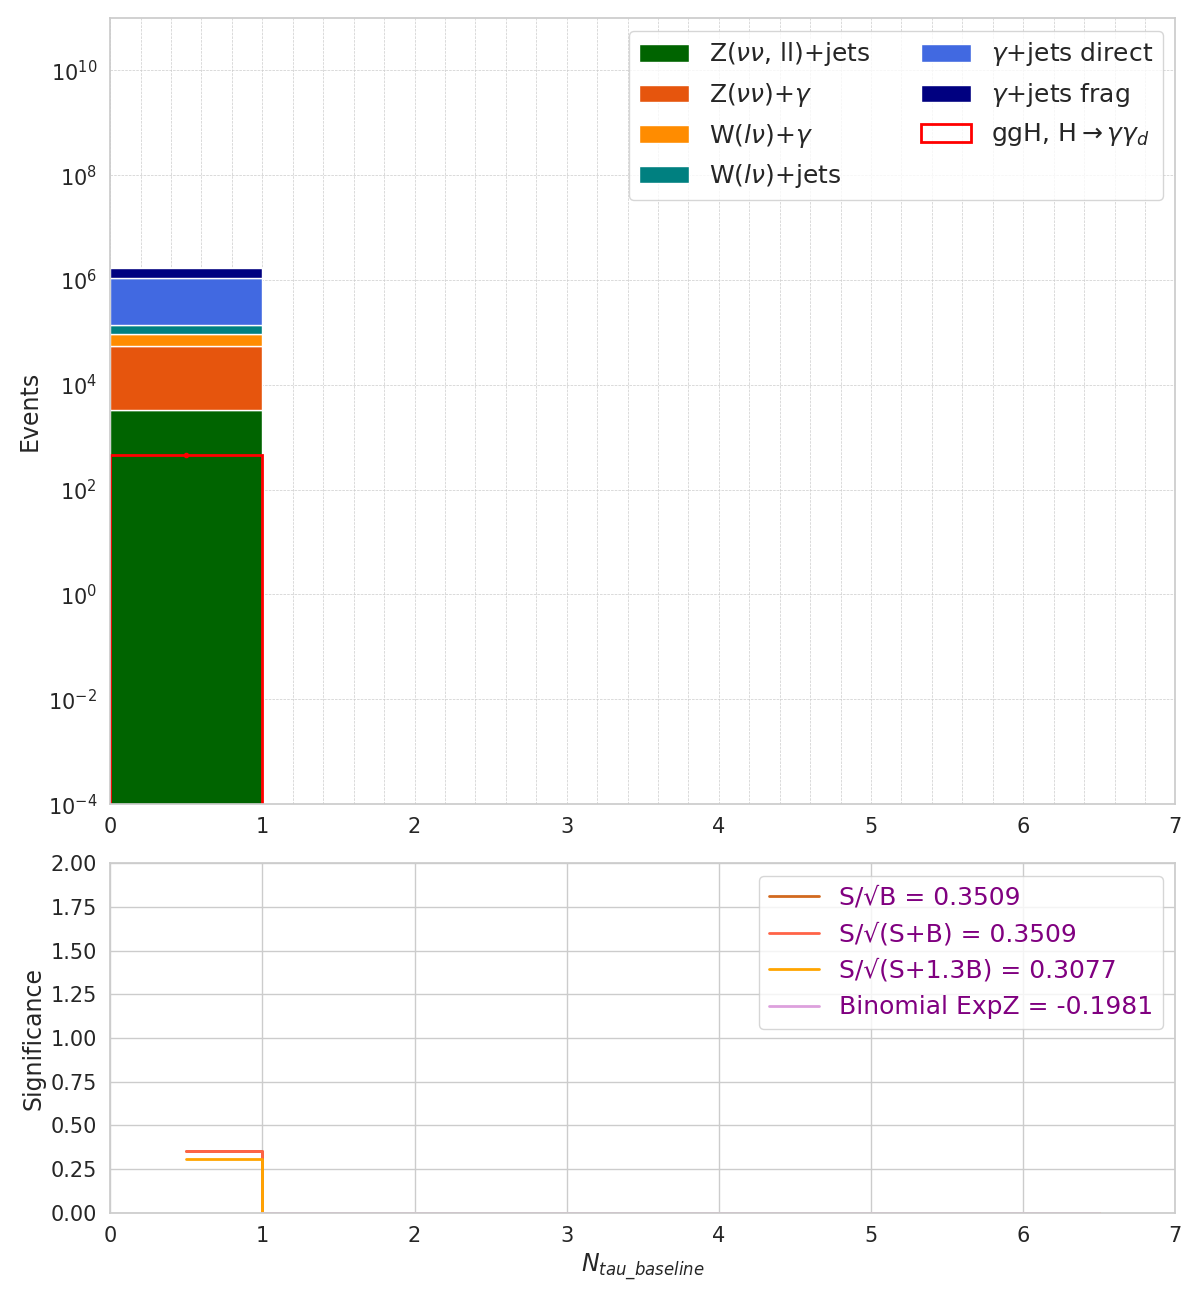 Z(νν, ll)+jets
Z(νν)+γ
W(lν)+γ
W(lν)+jets
γ+jets direct
γ+jets frag
ggH, H→γγ_d
Events
10^10
10^8
10^6
10^4
10^2
10^0
10^−2
10^−4
0 1 2 3 4 5 6 7
S/√B = 0.3509
S/√(S+B) = 0.3509
S/√(S+1.3B) = 0.3077
Binomial ExpZ = -0.1981
Significance
2.00
1.75
1.50
1.25
1.00
0.75
0.50
0.25
0.00
0 1 2 3 4 5 6 7
N_tau_baseline